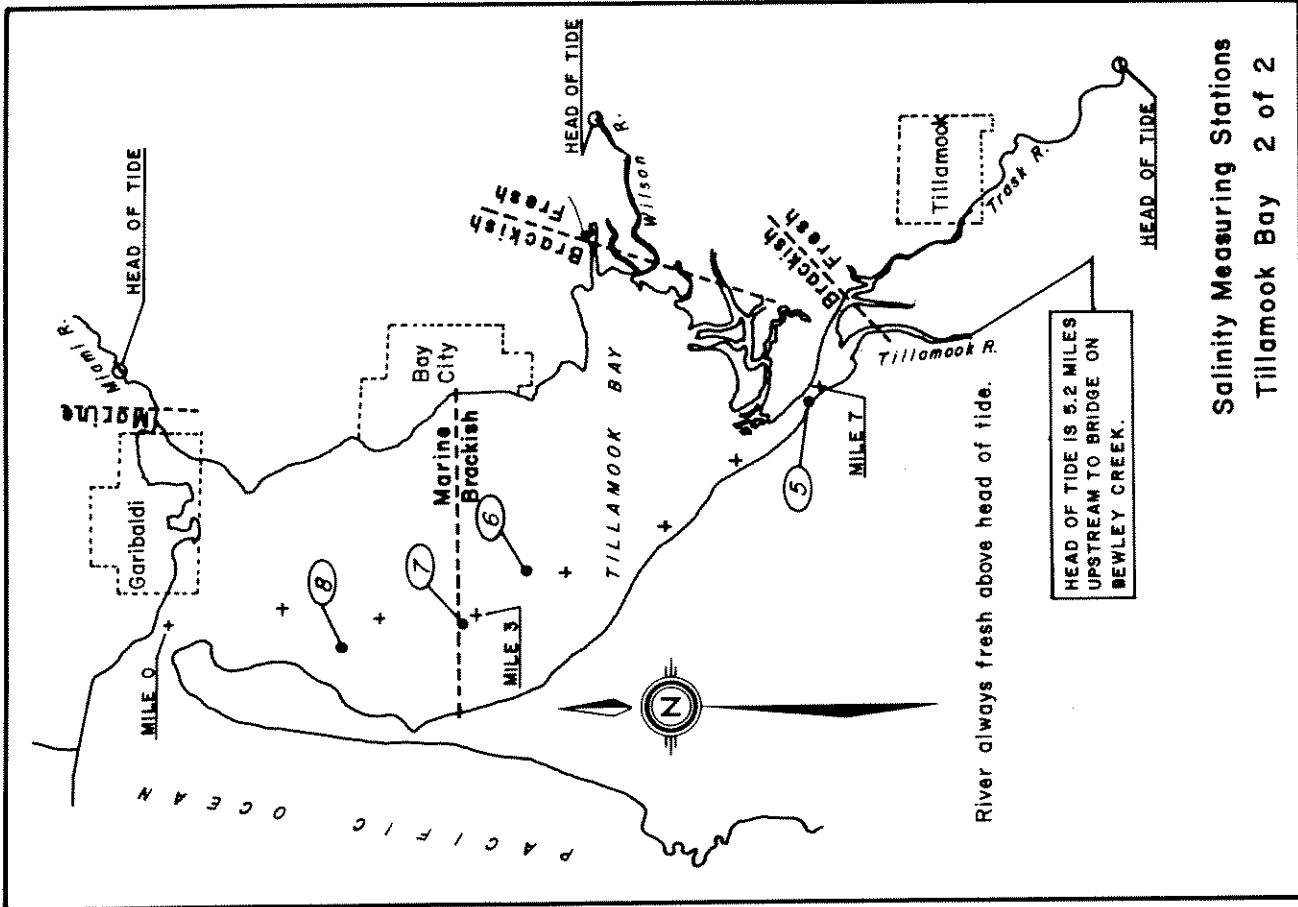 Miami R.
HEAD OF TIDE
Marine
Garibaldi
MILE 0
Bay
City
HEAD OF TIDE
Wilson R.
Brackish
Fresh
Marine
Brackish
8
7
6
MILE 3
TILLAMOOK BAY
PACIFIC OCEAN
N
5
MILE 7
Brackish
Fresh
Tillamook
Trask R.
Tillamook R.
HEAD OF TIDE
River always fresh above head of tide.
HEAD OF TIDE IS 5.2 MILES
UPSTREAM TO BRIDGE ON
BEWLEY CREEK.
Salinity Measuring Stations
Tillamook Bay 2 of 2